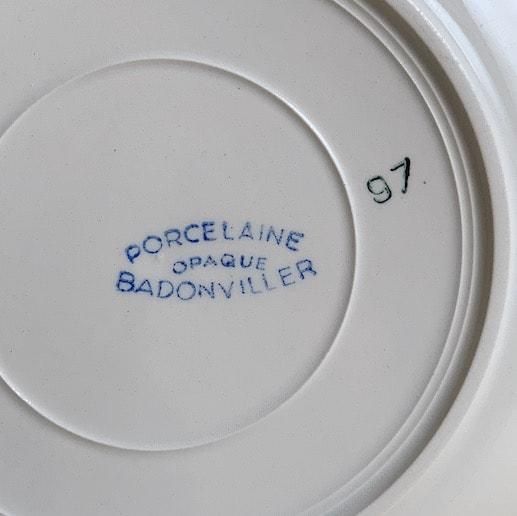 PORCELAINE
OPAQUE
BADONVILLER
97